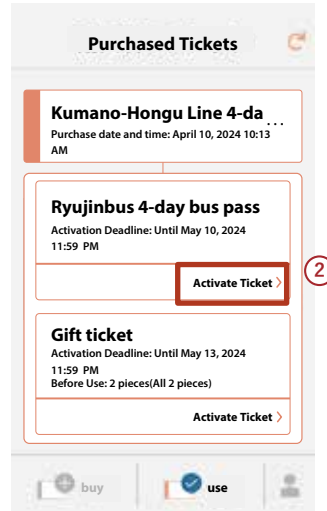 Purchased Tickets
Kumano-Hongu Line 4-da...
Purchase date and time: April 10, 2024 10:13
AM
Ryujinbus 4-day bus pass
Activation Deadline: Until May 10, 2024
11:59 PM
Activate Ticket >
2
Gift ticket
Activation Deadline: Until May 13, 2024
11:59 PM
Before Use: 2 pieces(All 2 pieces)
Activate Ticket >
buy
use